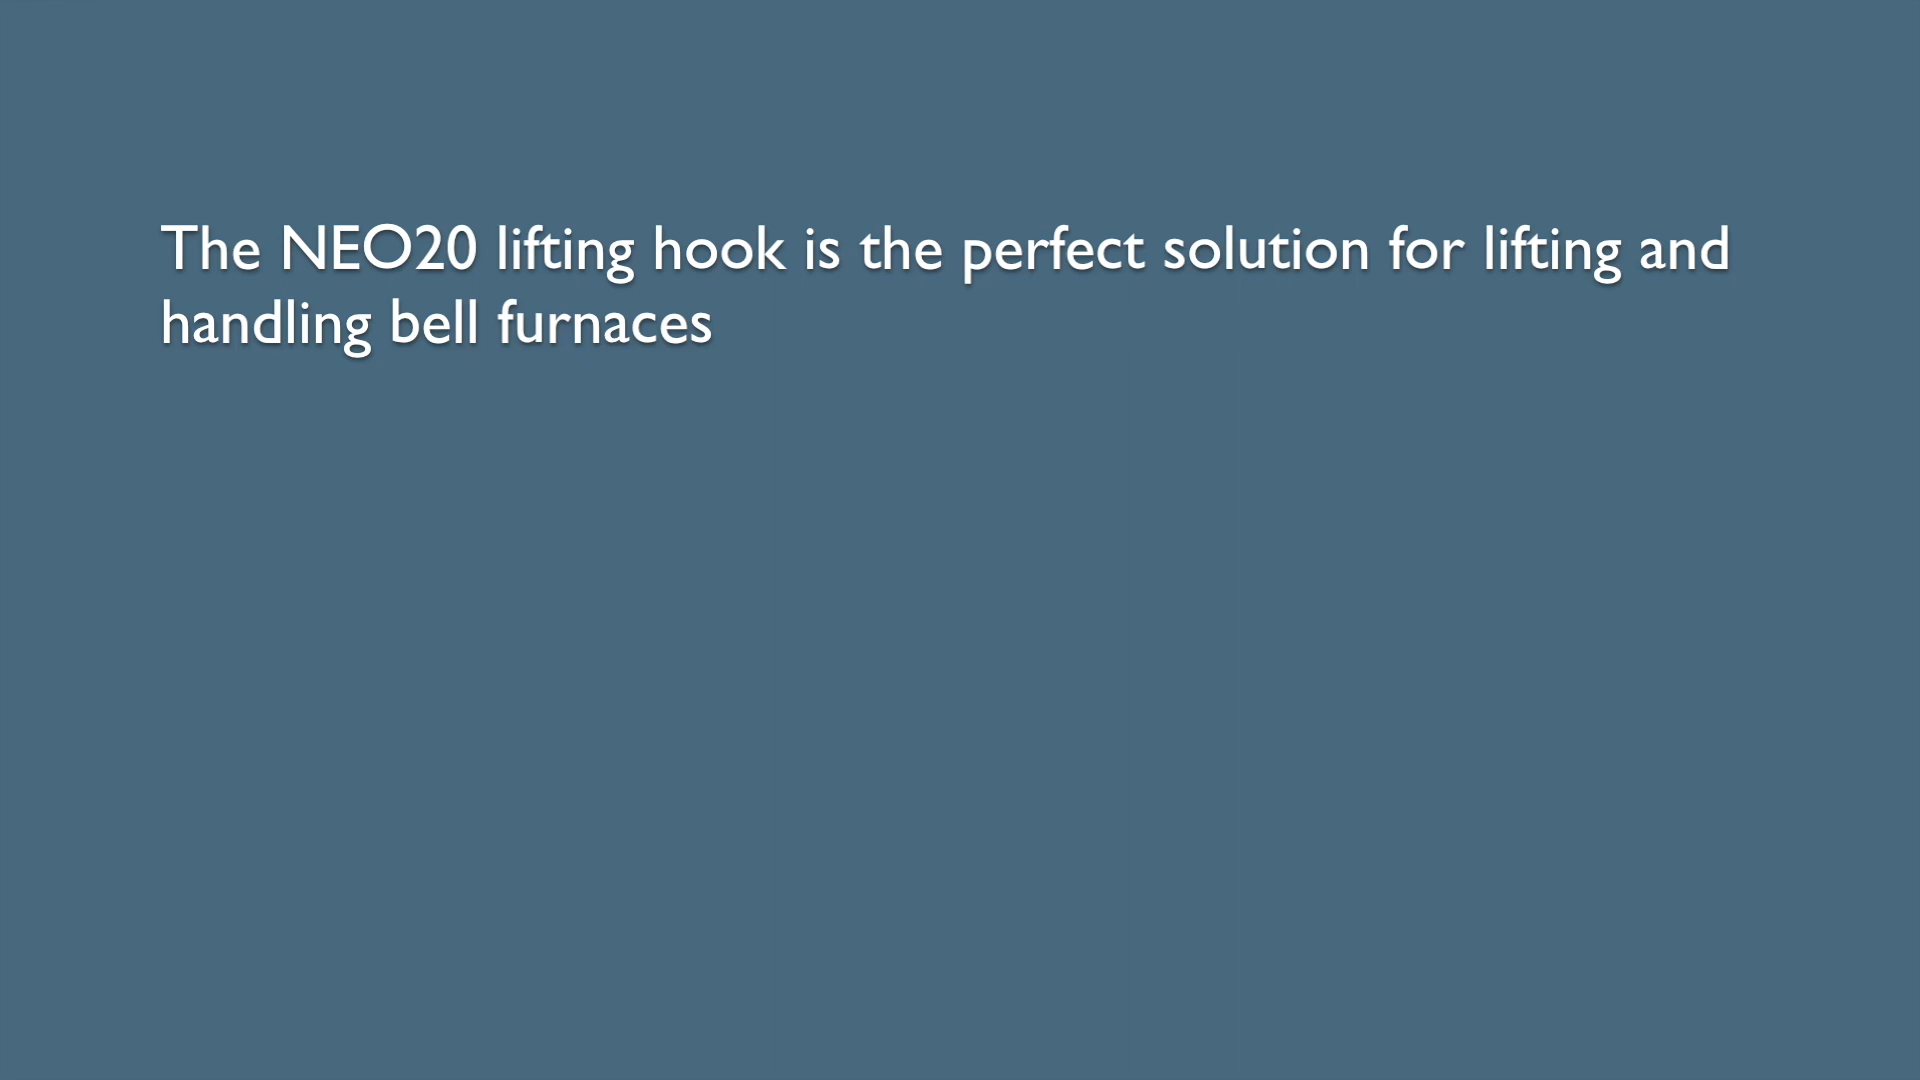 The NEO20 lifting hook is the perfect solution for lifting and
handling bell furnaces